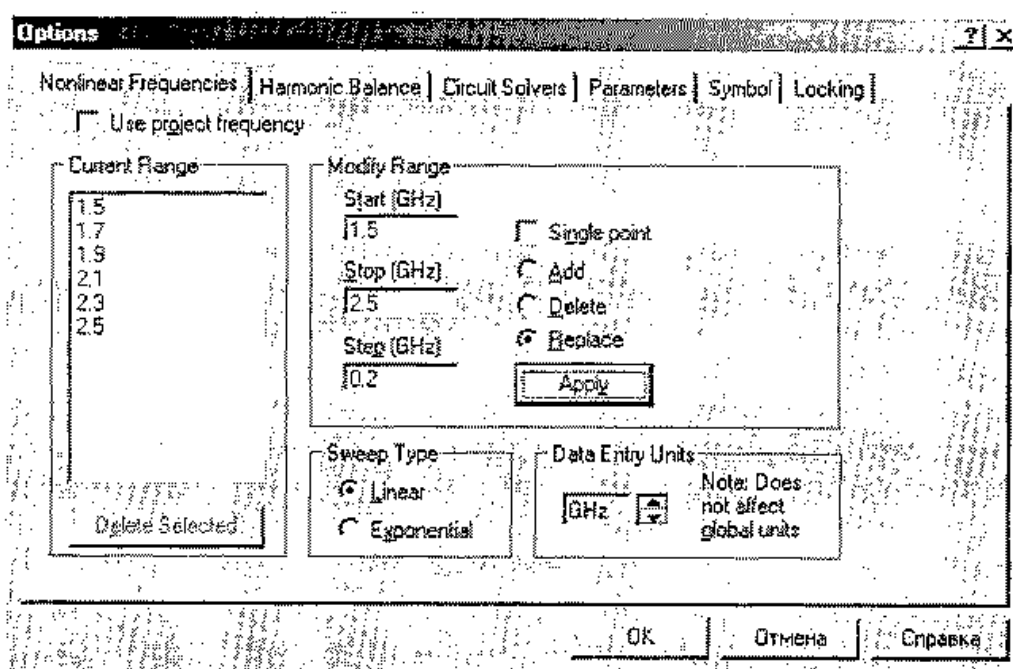 Options
Nonlinear Frequencies Harmonic Balance Circuit Solvers Parameters Symbol Locking
Use project frequency
Current Range
1.5
1.7
1.9
2.1
2.3
2.5
Delete Selected
Modify Range
Start (GHz)
1.5
Stop (GHz)
2.5
Step (GHz)
0.2
Single point
Add
Delete
Replace
Apply
Sweep Type
Linear
Exponential
Data Entry Units
GHz
Note: Does
not affect
global units
OK Отмена Справка